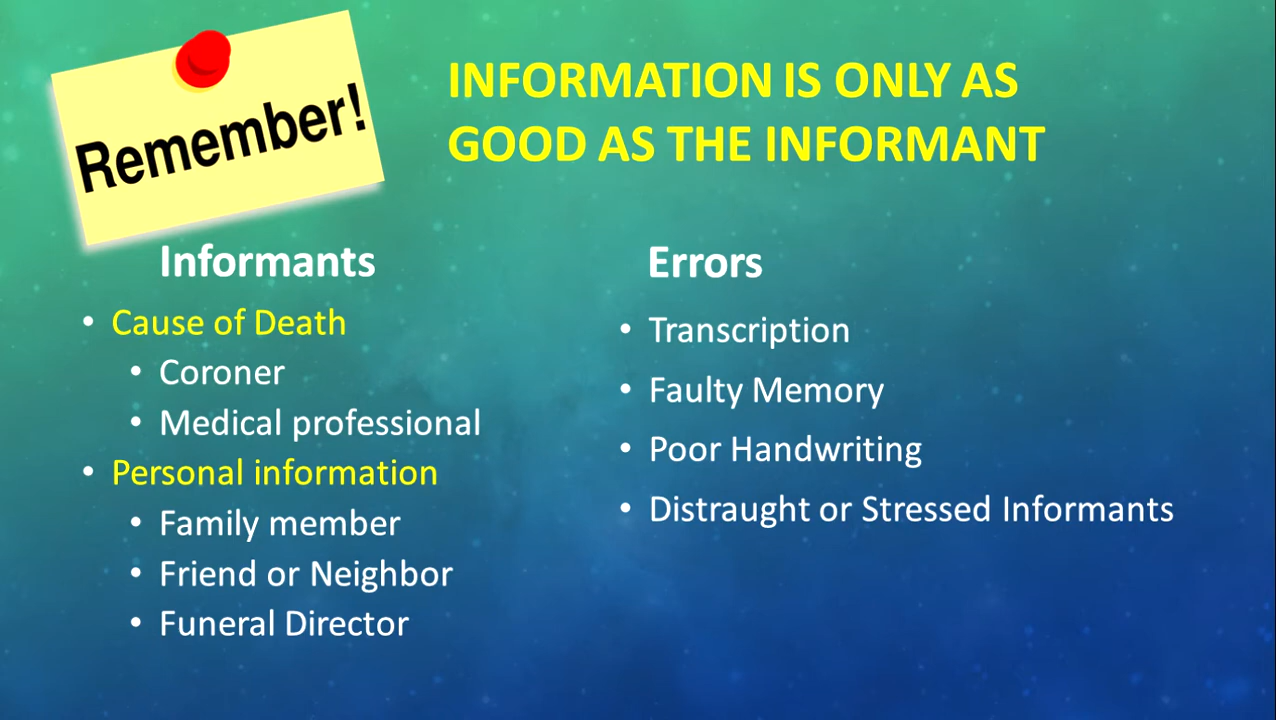 Remember!
INFORMATION IS ONLY AS
GOOD AS THE INFORMANT
Informants
• Cause of Death
• Coroner
• Medical professional
• Personal information
• Family member
• Friend or Neighbor
• Funeral Director
Errors
• Transcription
• Faulty Memory
• Poor Handwriting
• Distraught or Stressed Informants